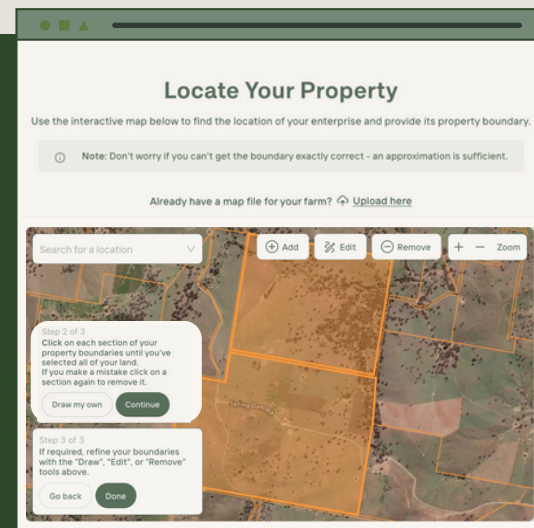 Locate Your Property
Use the interactive map below to find the location of your enterprise and provide its property boundary.
Note: Don't worry if you can't get the boundary exactly correct - an approximation is sufficient.
Already have a map file for your farm? Upload here
Search for a location
Add
Edit
Remove
Zoom
Step 2 of 3
Click on each section of your
property boundaries until you've
selected all of your land.
If you make a mistake click on a
section again to remove it.
Draw my own
Continue
Step 3 of 3
If required, refine your boundaries
with the "Draw", "Edit", or "Remove"
tools above.
Go back
Done